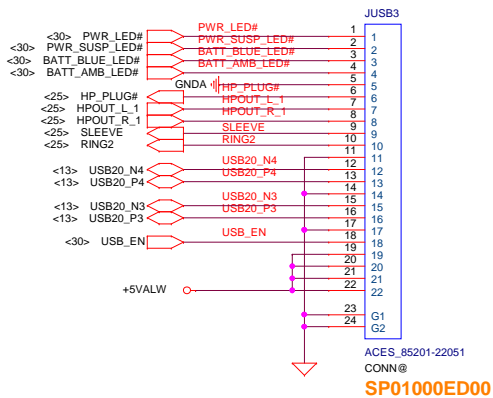 JUSB3
<30> PWR_LED# PWR_LED# 1 1
<30> PWR_SUSP_LED# PWR_SUSP_LED# 2 2
<30> BATT_BLUE_LED# BATT_BLUE_LED# 3 3
<30> BATT_AMB_LED# BATT_AMB_LED# 4 4
GNDA 5 5
<25> HP_PLUG# HP_PLUG# 6 6
<25> HPOUT_L_1 HPOUT_L_1 7 7
<25> HPOUT_R_1 HPOUT_R_1 8 8
<25> SLEEVE SLEEVE 9 9
<25> RING2 RING2 10 10
11 11
<13> USB20_N4 USB20_N4 12 12
<13> USB20_P4 USB20_P4 13 13
14 14
<13> USB20_N3 USB20_N3 15 15
<13> USB20_P3 USB20_P3 16 16
17 17
<30> USB_EN USB_EN 18 18
19 19
20 20
21 21
+5VALW 22 22
23 G1
24 G2
ACES_85201-22051
CONN@
SP01000ED00